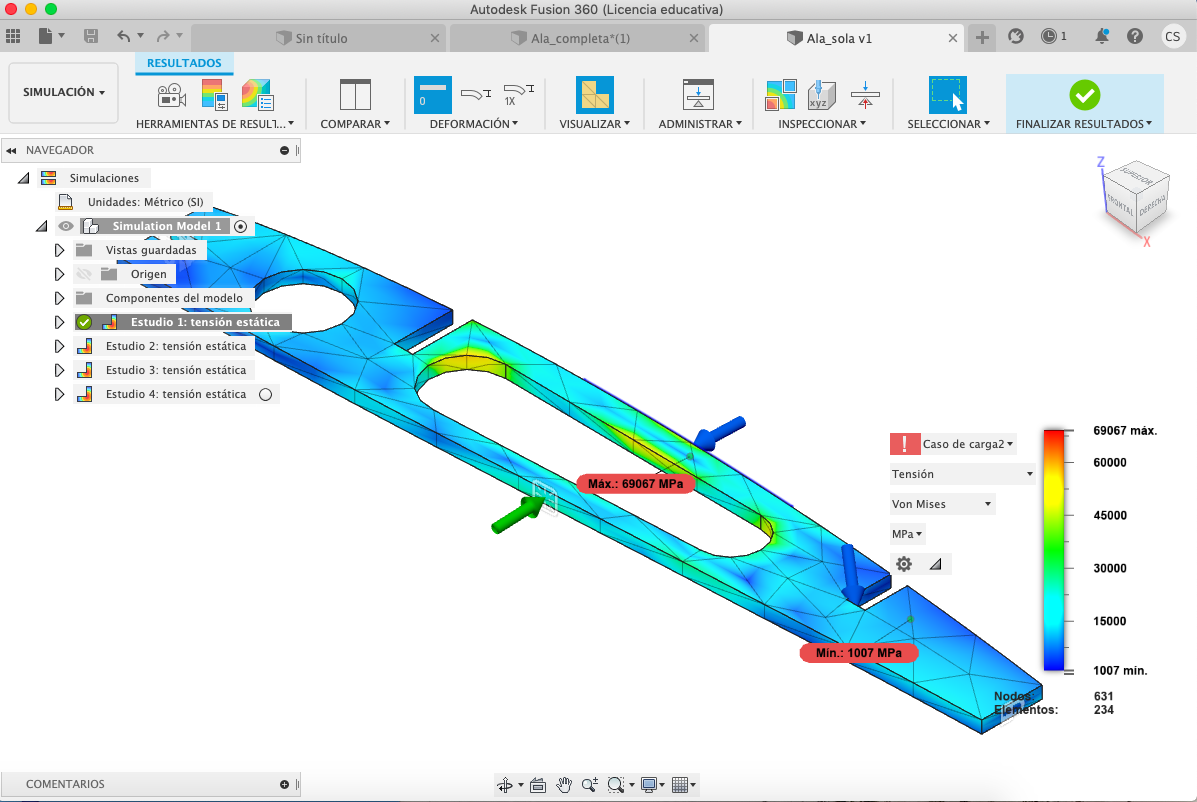 Autodesk Fusion 360 (Licencia educativa)
Sin título
Ala_completa*(1)
Ala_sola v1
1
CS
SIMULACIÓN
RESULTADOS
0
1X
xyz
HERRAMIENTAS DE RESULT...
COMPARAR
DEFORMACIÓN
VISUALIZAR
ADMINISTRAR
INSPECCIONAR
SELECCIONAR
FINALIZAR RESULTADOS
NAVEGADOR
Simulaciones
Unidades: Métrico (SI)
Simulation Model 1
Vistas guardadas
Origen
Componentes del modelo
Estudio 1: tensión estática
Estudio 2: tensión estática
Estudio 3: tensión estática
Estudio 4: tensión estática
Z
SUPERIOR
FRONTAL
DERECHA
X
Máx.: 69067 MPa
Mín.: 1007 MPa
Caso de carga2
Tensión
Von Mises
MPa
69067 máx.
60000
45000
30000
15000
1007 mín.
Nodos: 631
Elementos: 234
COMENTARIOS